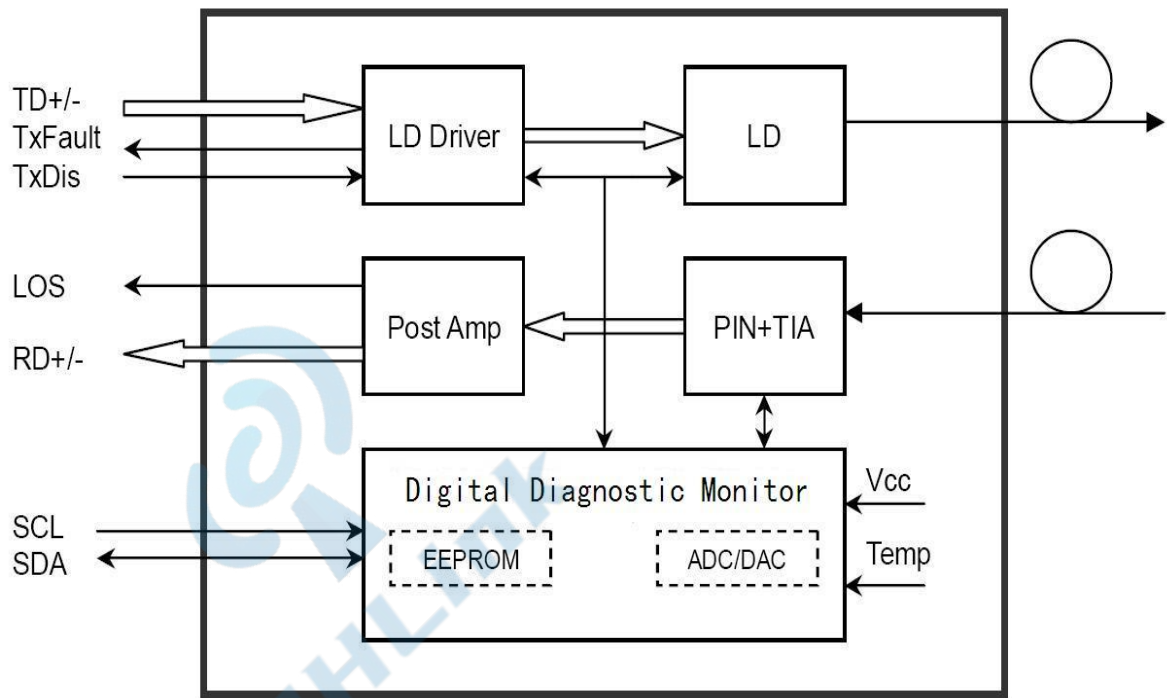 TD+/-
TxFault
TxDis
LD Driver
LD
LOS
RD+/-
Post Amp
PIN+TIA
Digital Diagnostic Monitor
EEPROM
ADC/DAC
SCL
SDA
Vcc
Temp